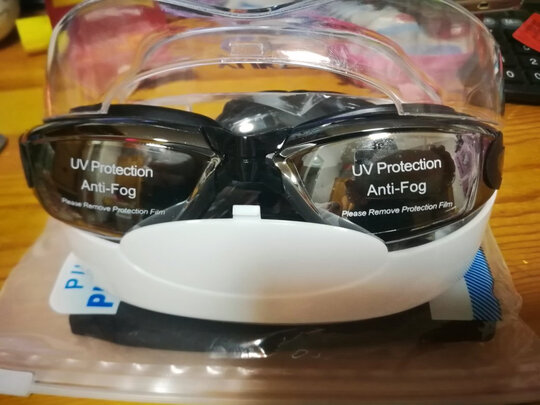 UV Protection
Anti-Fog
Please Remove Protection Film
UV Protection
Anti-Fog
Please Remove Protection Film